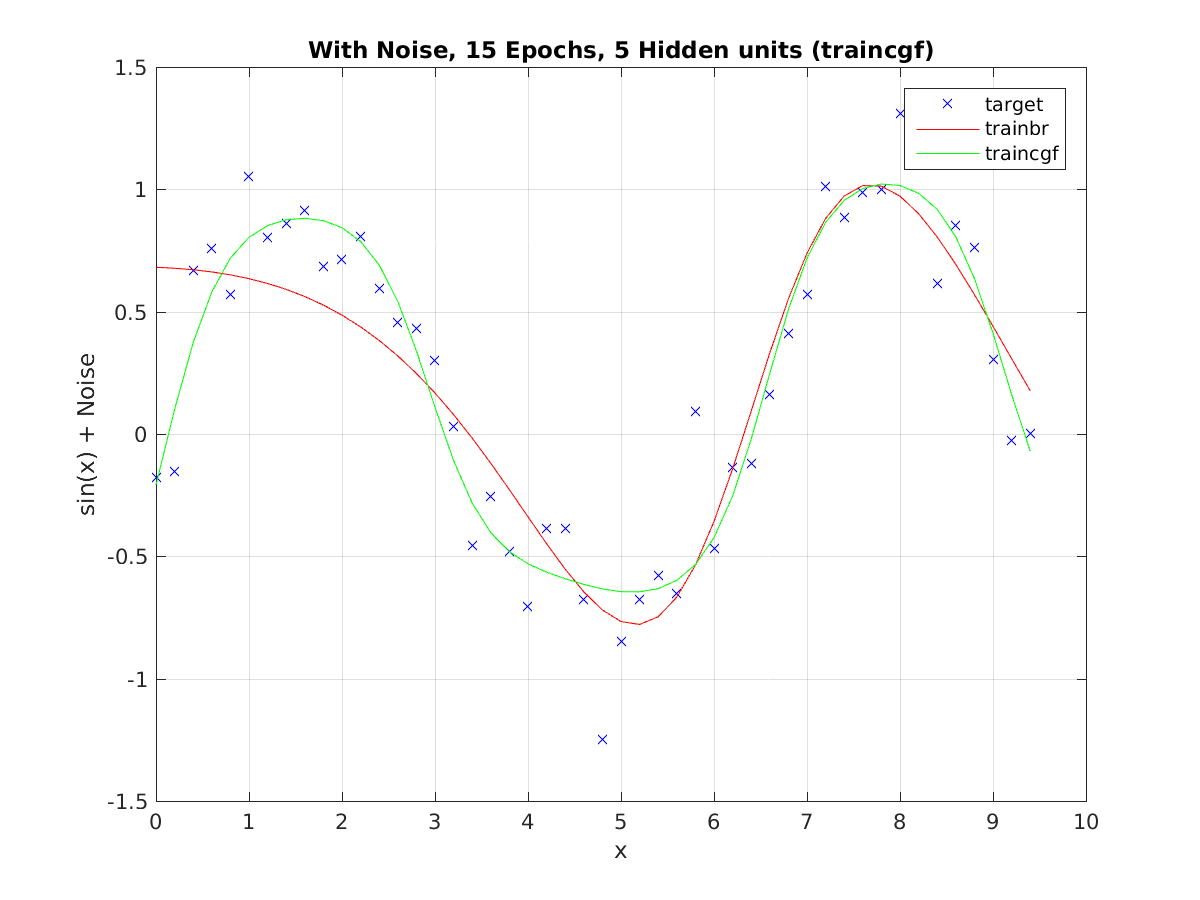 With Noise, 15 Epochs, 5 Hidden units (traincgf)
1.5
1
0.5
0
-0.5
-1
-1.5
sin(x) + Noise
target
trainbr
traincgf
0 1 2 3 4 5 6 7 8 9 10
x